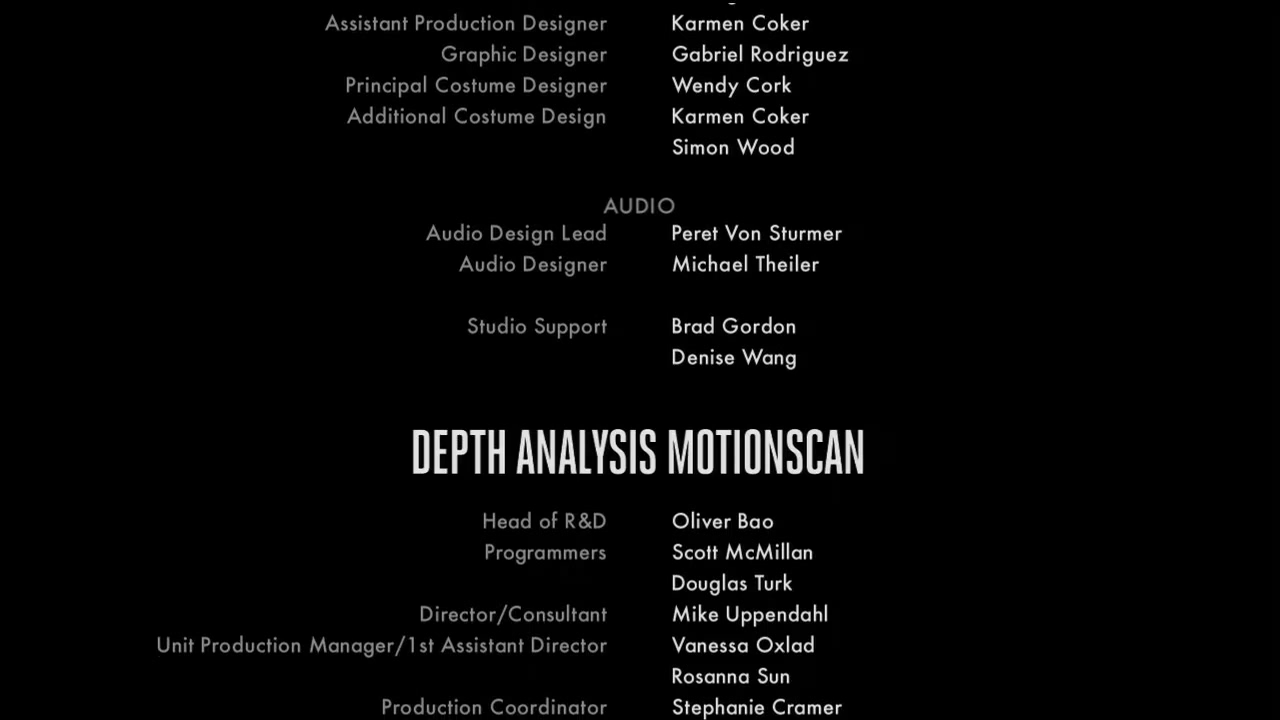 Assistant Production Designer Karmen Coker
Graphic Designer Gabriel Rodriguez
Principal Costume Designer Wendy Cork
Additional Costume Design Karmen Coker
Simon Wood
AUDIO
Audio Design Lead Peret Von Sturmer
Audio Designer Michael Theiler
Studio Support Brad Gordon
Denise Wang
DEPTH ANALYSIS MOTIONSCAN
Head of R&D Oliver Bao
Programmers Scott McMillan
Douglas Turk
Director/Consultant Mike Uppendahl
Unit Production Manager/1st Assistant Director Vanessa Oxlad
Rosanna Sun
Production Coordinator Stephanie Cramer